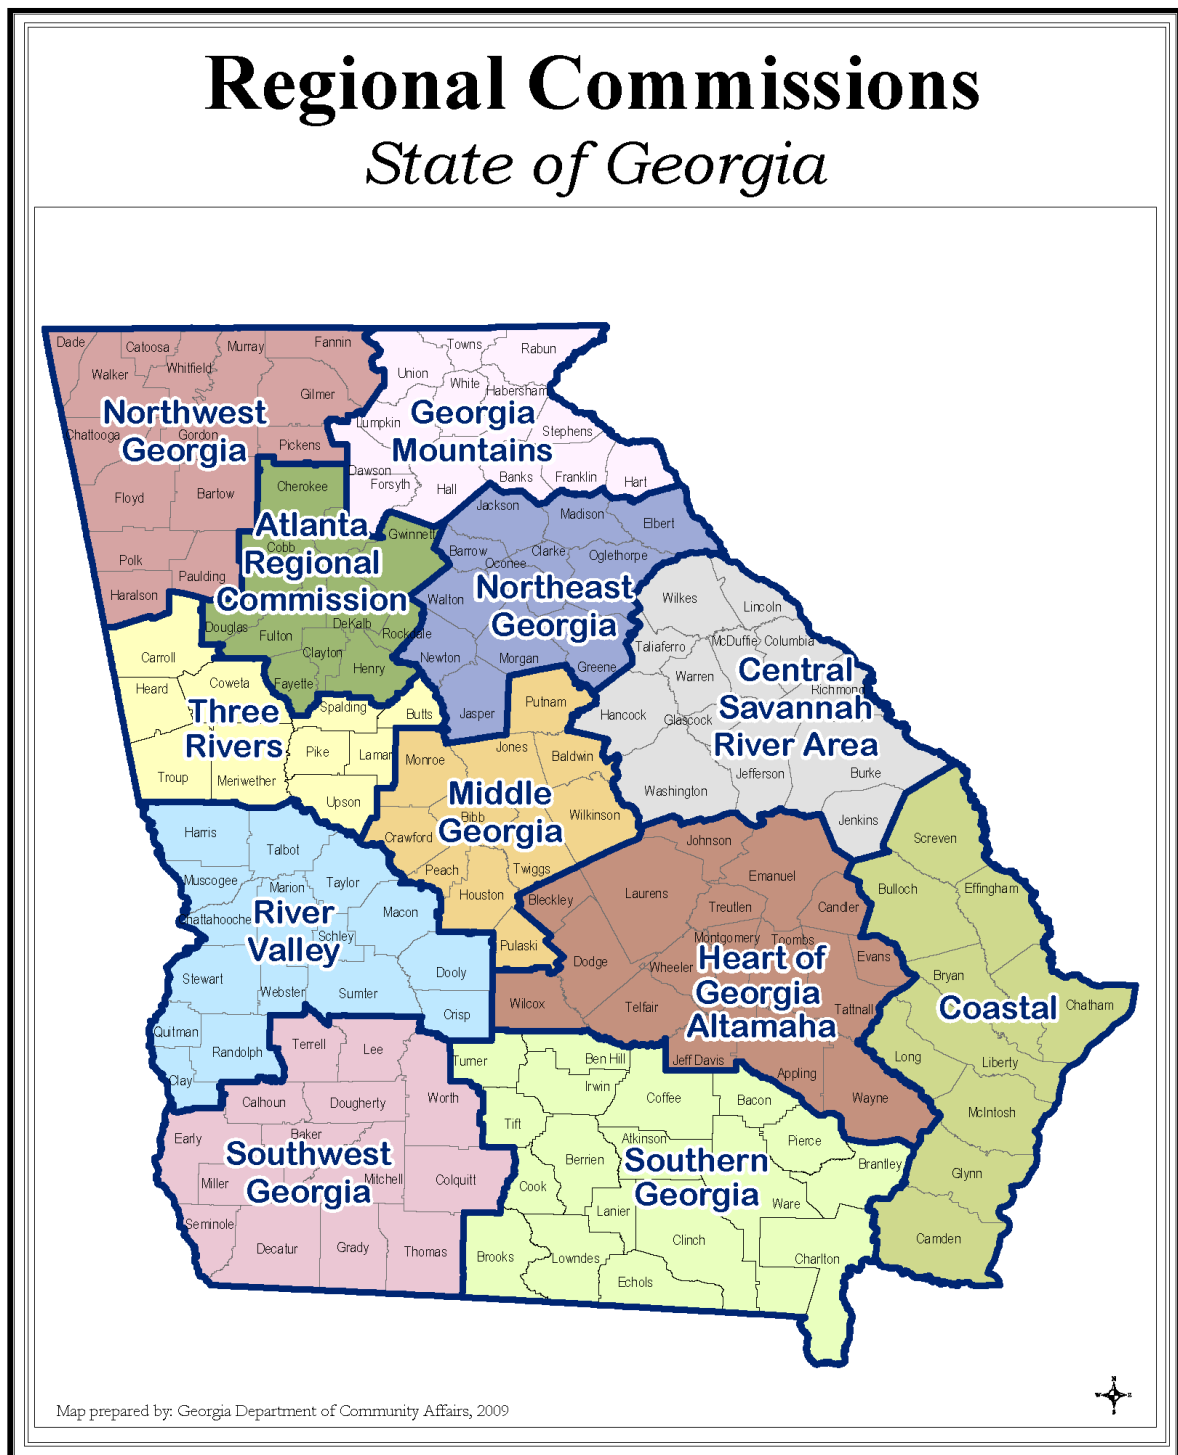 Regional Commissions
State of Georgia
Dade
Catoosa
Murray
Fannin
Walker
Whitfield
Gilmer
Northwest
Georgia
Chattooga
Gordon
Pickens
Floyd
Bartow
Polk
Paulding
Haralson
Towns
Rabun
Union
White
Habersham
Lumpkin
Georgia
Mountains
Stephens
Dawson
Forsyth
Hall
Banks
Franklin
Hart
Cherokee
Atlanta
Regional
Commission
Cobb
Gwinnett
Douglas
Fulton
DeKalb
Rockdale
Clayton
Henry
Fayette
Jackson
Madison
Elbert
Barrow
Clarke
Oconee
Oglethorpe
Northeast
Georgia
Walton
Newton
Morgan
Greene
Jasper
Wilkes
Lincoln
Taliaferro
McDuffie
Columbia
Warren
Central
Savannah
River Area
Richmond
Hancock
Glascock
Jefferson
Burke
Washington
Jenkins
Carroll
Heard
Coweta
Three
Rivers
Spalding
Butts
Pike
Lamar
Troup
Meriwether
Upson
Putnam
Monroe
Jones
Baldwin
Middle
Georgia
Bibb
Wilkinson
Crawford
Peach
Twiggs
Houston
Pulaski
Harris
Talbot
Muscogee
Marion
Taylor
River
Valley
hattahooche
Macon
Schley
Stewart
Dooly
Webster
Sumter
Crisp
Quitman
Randolph
Clay
Johnson
Emanuel
Laurens
Bleckley
Treutlen
Candler
Montgomery
Toombs
Evans
Dodge
Wheeler
Heart of
Georgia
Altamaha
Wilcox
Telfair
Tattnall
Jeff Davis
Appling
Wayne
Screven
Bulloch
Effingham
Bryan
Coastal
Chatham
Long
Liberty
McIntosh
Glynn
Camden
Terrell
Lee
Calhoun
Dougherty
Worth
Early
Baker
Southwest
Georgia
Miller
Mitchell
Colquitt
Seminole
Decatur
Grady
Thomas
Turner
Ben Hill
Irwin
Coffee
Bacon
Tift
Atkinson
Pierce
Berrien
Southern
Georgia
Brantley
Cook
Lanier
Ware
Clinch
Brooks
Lowndes
Charlton
Echols
N
W
E
S
Map prepared by: Georgia Department of Community Affairs, 2009